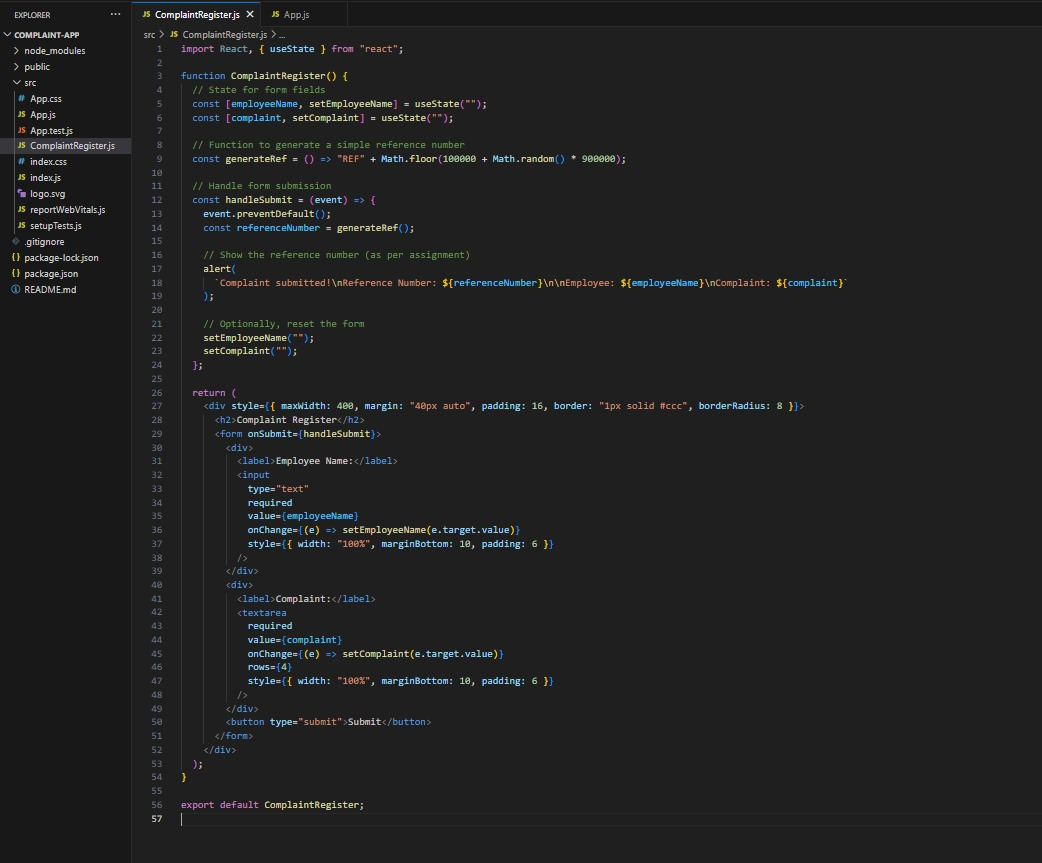 EXPLORER ...
COMPLAINT-APP
node_modules
public
src
# App.css
JS App.js
JS App.test.js
JS ComplaintRegister.js
# index.css
JS index.js
logo.svg
JS reportWebVitals.js
JS setupTests.js
.gitignore
{} package-lock.json
{} package.json
README.md
JS ComplaintRegister.js ×
JS App.js
src > JS ComplaintRegister.js > ...
1 import React, { useState } from "react";
2
3 function ComplaintRegister() {
4 // State for form fields
5 const [employeeName, setEmployeeName] = useState("");
6 const [complaint, setComplaint] = useState("");
7
8 // Function to generate a simple reference number
9 const generateRef = () => "REF" + Math.floor(100000 + Math.random() * 900000);
10
11 // Handle form submission
12 const handleSubmit = (event) => {
13 event.preventDefault();
14 const referenceNumber = generateRef();
15
16 // Show the reference number (as per assignment)
17 alert(
18 `Complaint submitted!\nReference Number: ${referenceNumber}\n\nEmployee: ${employeeName}\nComplaint: ${complaint}`
19 );
20
21 // Optionally, reset the form
22 setEmployeeName("");
23 setComplaint("");
24 };
25
26 return (
27 <div style={{ maxWidth: 400, margin: "40px auto", padding: 16, border: "1px solid #ccc", borderRadius: 8 }}>
28 <h2>Complaint Register</h2>
29 <form onSubmit={handleSubmit}>
30 <div>
31 <label>Employee Name:</label>
32 <input
33 type="text"
34 required
35 value={employeeName}
36 onChange={(e) => setEmployeeName(e.target.value)}
37 style={{ width: "100%", marginBottom: 10, padding: 6 }}
38 />
39 </div>
40 <div>
41 <label>Complaint:</label>
42 <textarea
43 required
44 value={complaint}
45 onChange={(e) => setComplaint(e.target.value)}
46 rows={4}
47 style={{ width: "100%", marginBottom: 10, padding: 6 }}
48 />
49 </div>
50 <button type="submit">Submit</button>
51 </form>
52 </div>
53 );
54 }
55
56 export default ComplaintRegister;
57